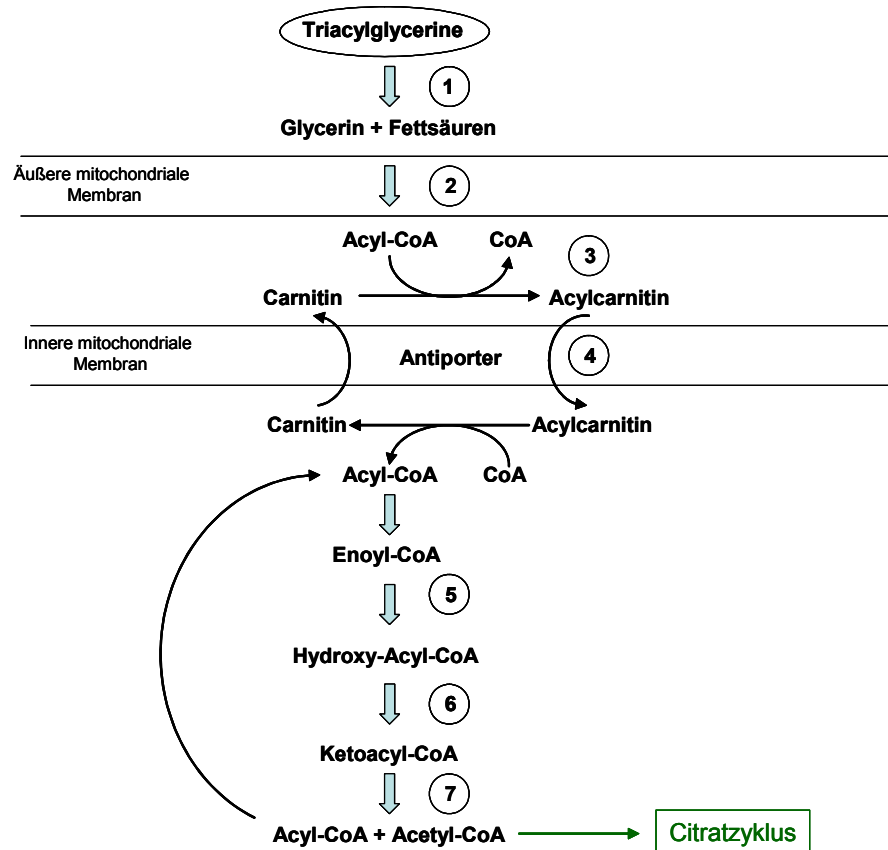 Triacylglycerine
1
Glycerin + Fettsäuren
Äußere mitochondriale
Membran
2
Acyl-CoA
CoA
3
Carnitin
Acylcarnitin
Innere mitochondriale
Membran
Antiporter
4
Carnitin
Acylcarnitin
Acyl-CoA
CoA
Enoyl-CoA
5
Hydroxy-Acyl-CoA
6
Ketoacyl-CoA
7
Acyl-CoA + Acetyl-CoA
Citratzyklus